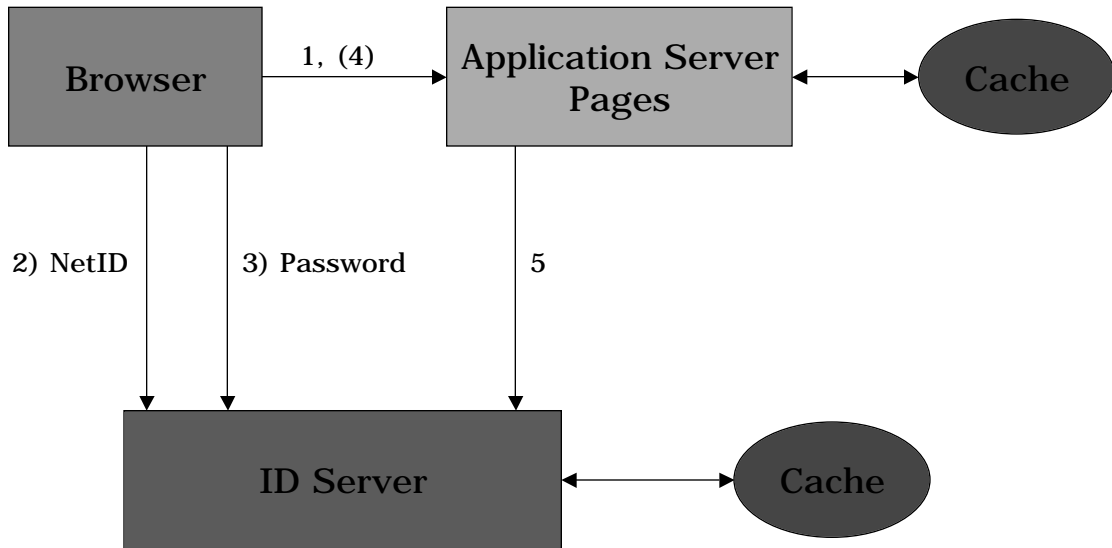 Browser
1, (4)
Application Server
Pages
Cache
2) NetID
3) Password
5
ID Server
Cache